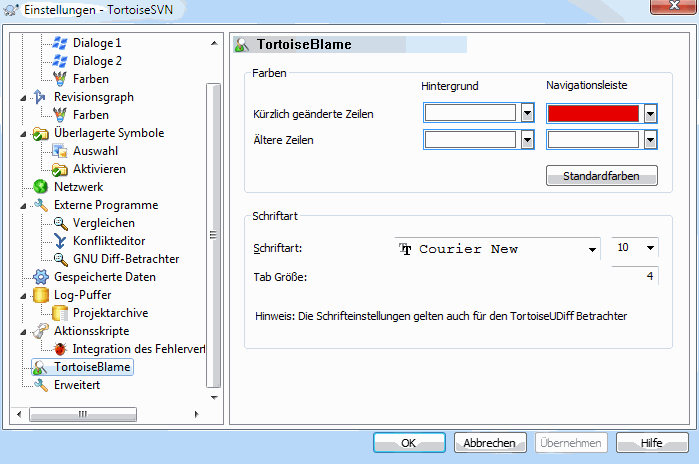 Einstellungen - TortoiseSVN
Dialoge 1
Dialoge 2
Farben
Revisionsgraph
Farben
Überlagerte Symbole
Auswahl
Aktivieren
Netzwerk
Externe Programme
Vergleichen
Konflikteditor
GNU Diff-Betrachter
Gespeicherte Daten
Log-Puffer
Projektarchive
Aktionsskripte
Integration des Fehlervert
TortoiseBlame
Erweitert
TortoiseBlame
Farben
Hintergrund Navigationsleiste
Kürzlich geänderte Zeilen
Ältere Zeilen
Standardfarben
Schriftart
Schriftart: Courier New 10
Tab Größe: 4
Hinweis: Die Schrifteinstellungen gelten auch für den TortoiseUDiff Betrachter
OK Abbrechen Übernehmen Hilfe